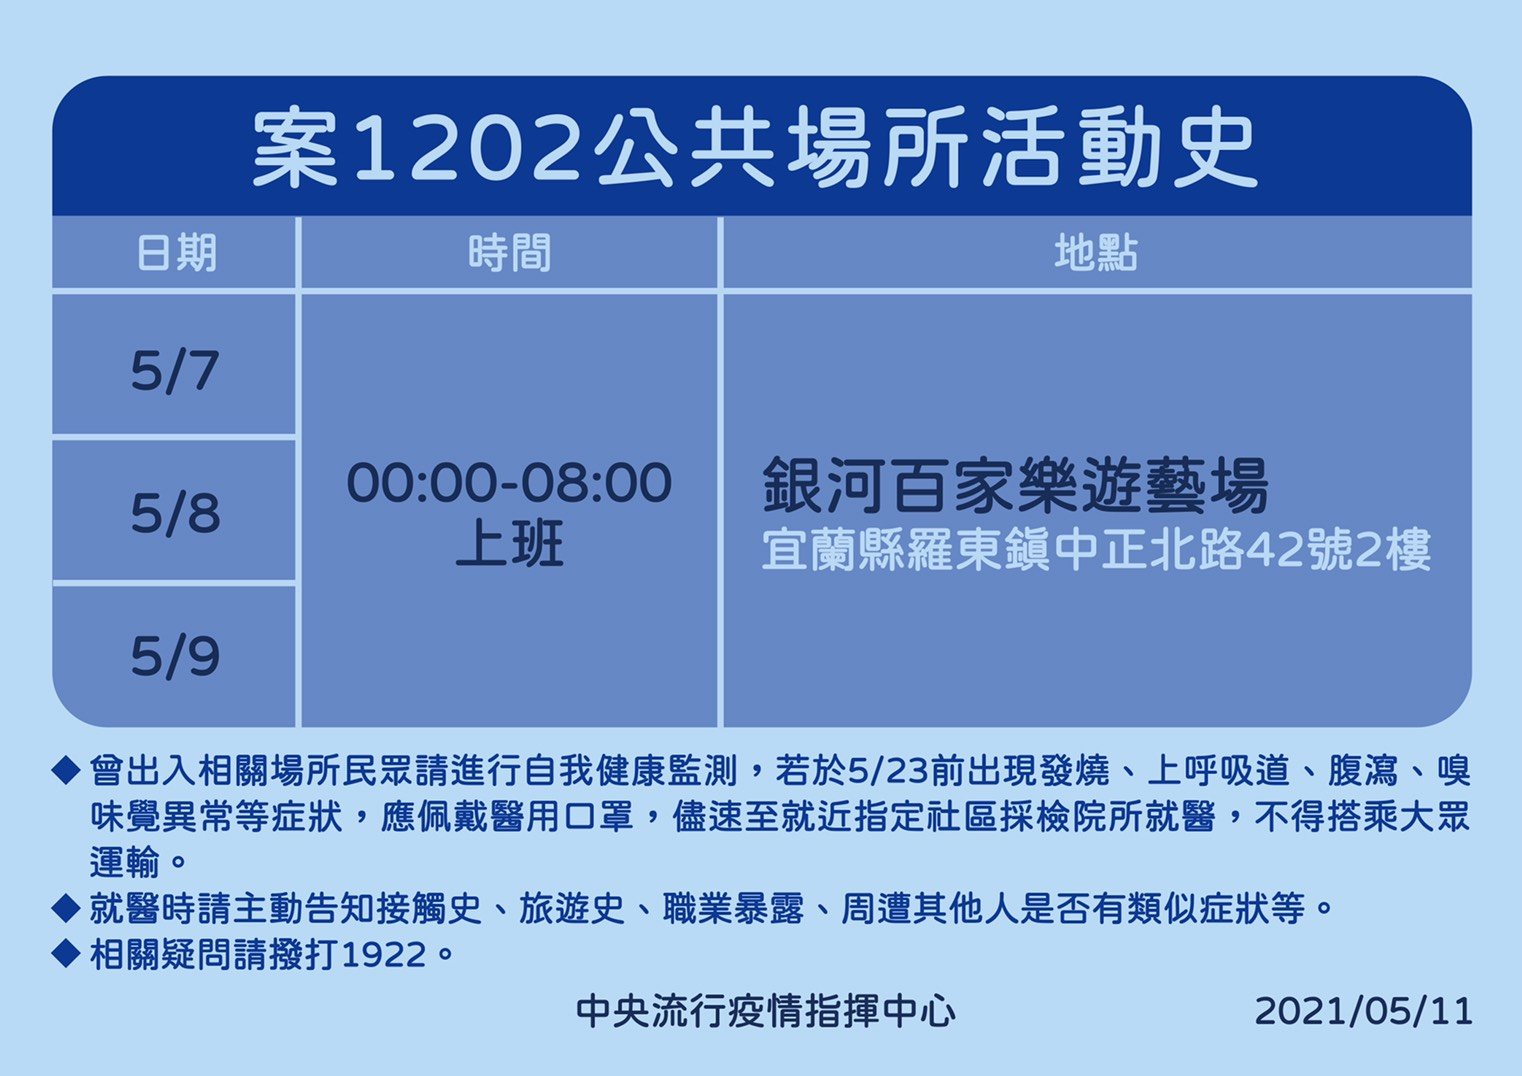 案1202公共場所活動史
日期
時間
地點
5/7
5/8
5/9
00:00-08:00
上班
銀河百家樂遊藝場
宜蘭縣羅東鎮中正北路42號2樓
◆曾出入相關場所民眾請進行自我健康監測，若於5/23前出現發燒、上呼吸道、腹瀉、嗅
味覺異常等症狀，應佩戴醫用口罩，儘速至就近指定社區採檢院所就醫，不得搭乘大眾
運輸。
◆就醫時請主動告知接觸史、旅遊史、職業暴露、周遭其他人是否有類似症狀等。
◆相關疑問請撥打1922。
中央流行疫情指揮中心
2021/05/11